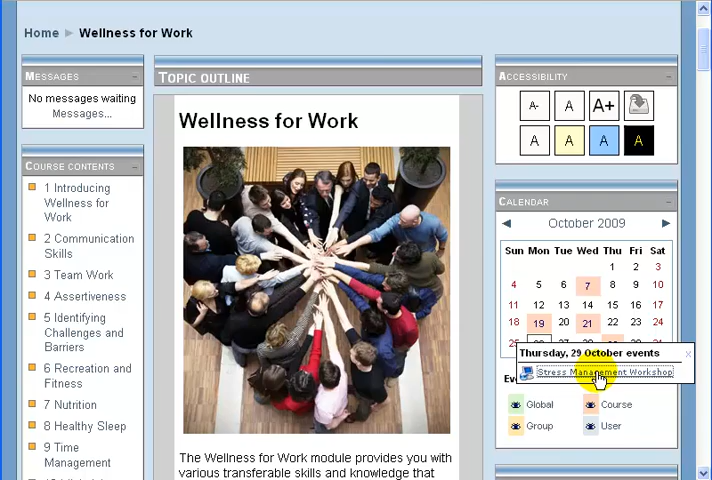 Home ► Wellness for Work
MESSAGES
No messages waiting
Messages...
COURSE CONTENTS
1 Introducing
Wellness for
Work
2 Communication
Skills
3 Team Work
4 Assertiveness
5 Identifying
Challenges and
Barriers
6 Recreation and
Fitness
7 Nutrition
8 Healthy Sleep
9 Time
Management
TOPIC OUTLINE
Wellness for Work
The Wellness for Work module provides you with
various transferable skills and knowledge that
ACCESSIBILITY
A- A A+
A A A A
CALENDAR
◄ October 2009 ►
Sun Mon Tue Wed Thu Fri Sat
1 2 3
4 5 6 7 8 9 10
11 12 13 14 15 16 17
18 19 20 21 22 23 24
Thursday, 29 October events
Stress Management Workshop
Global Course
Group User